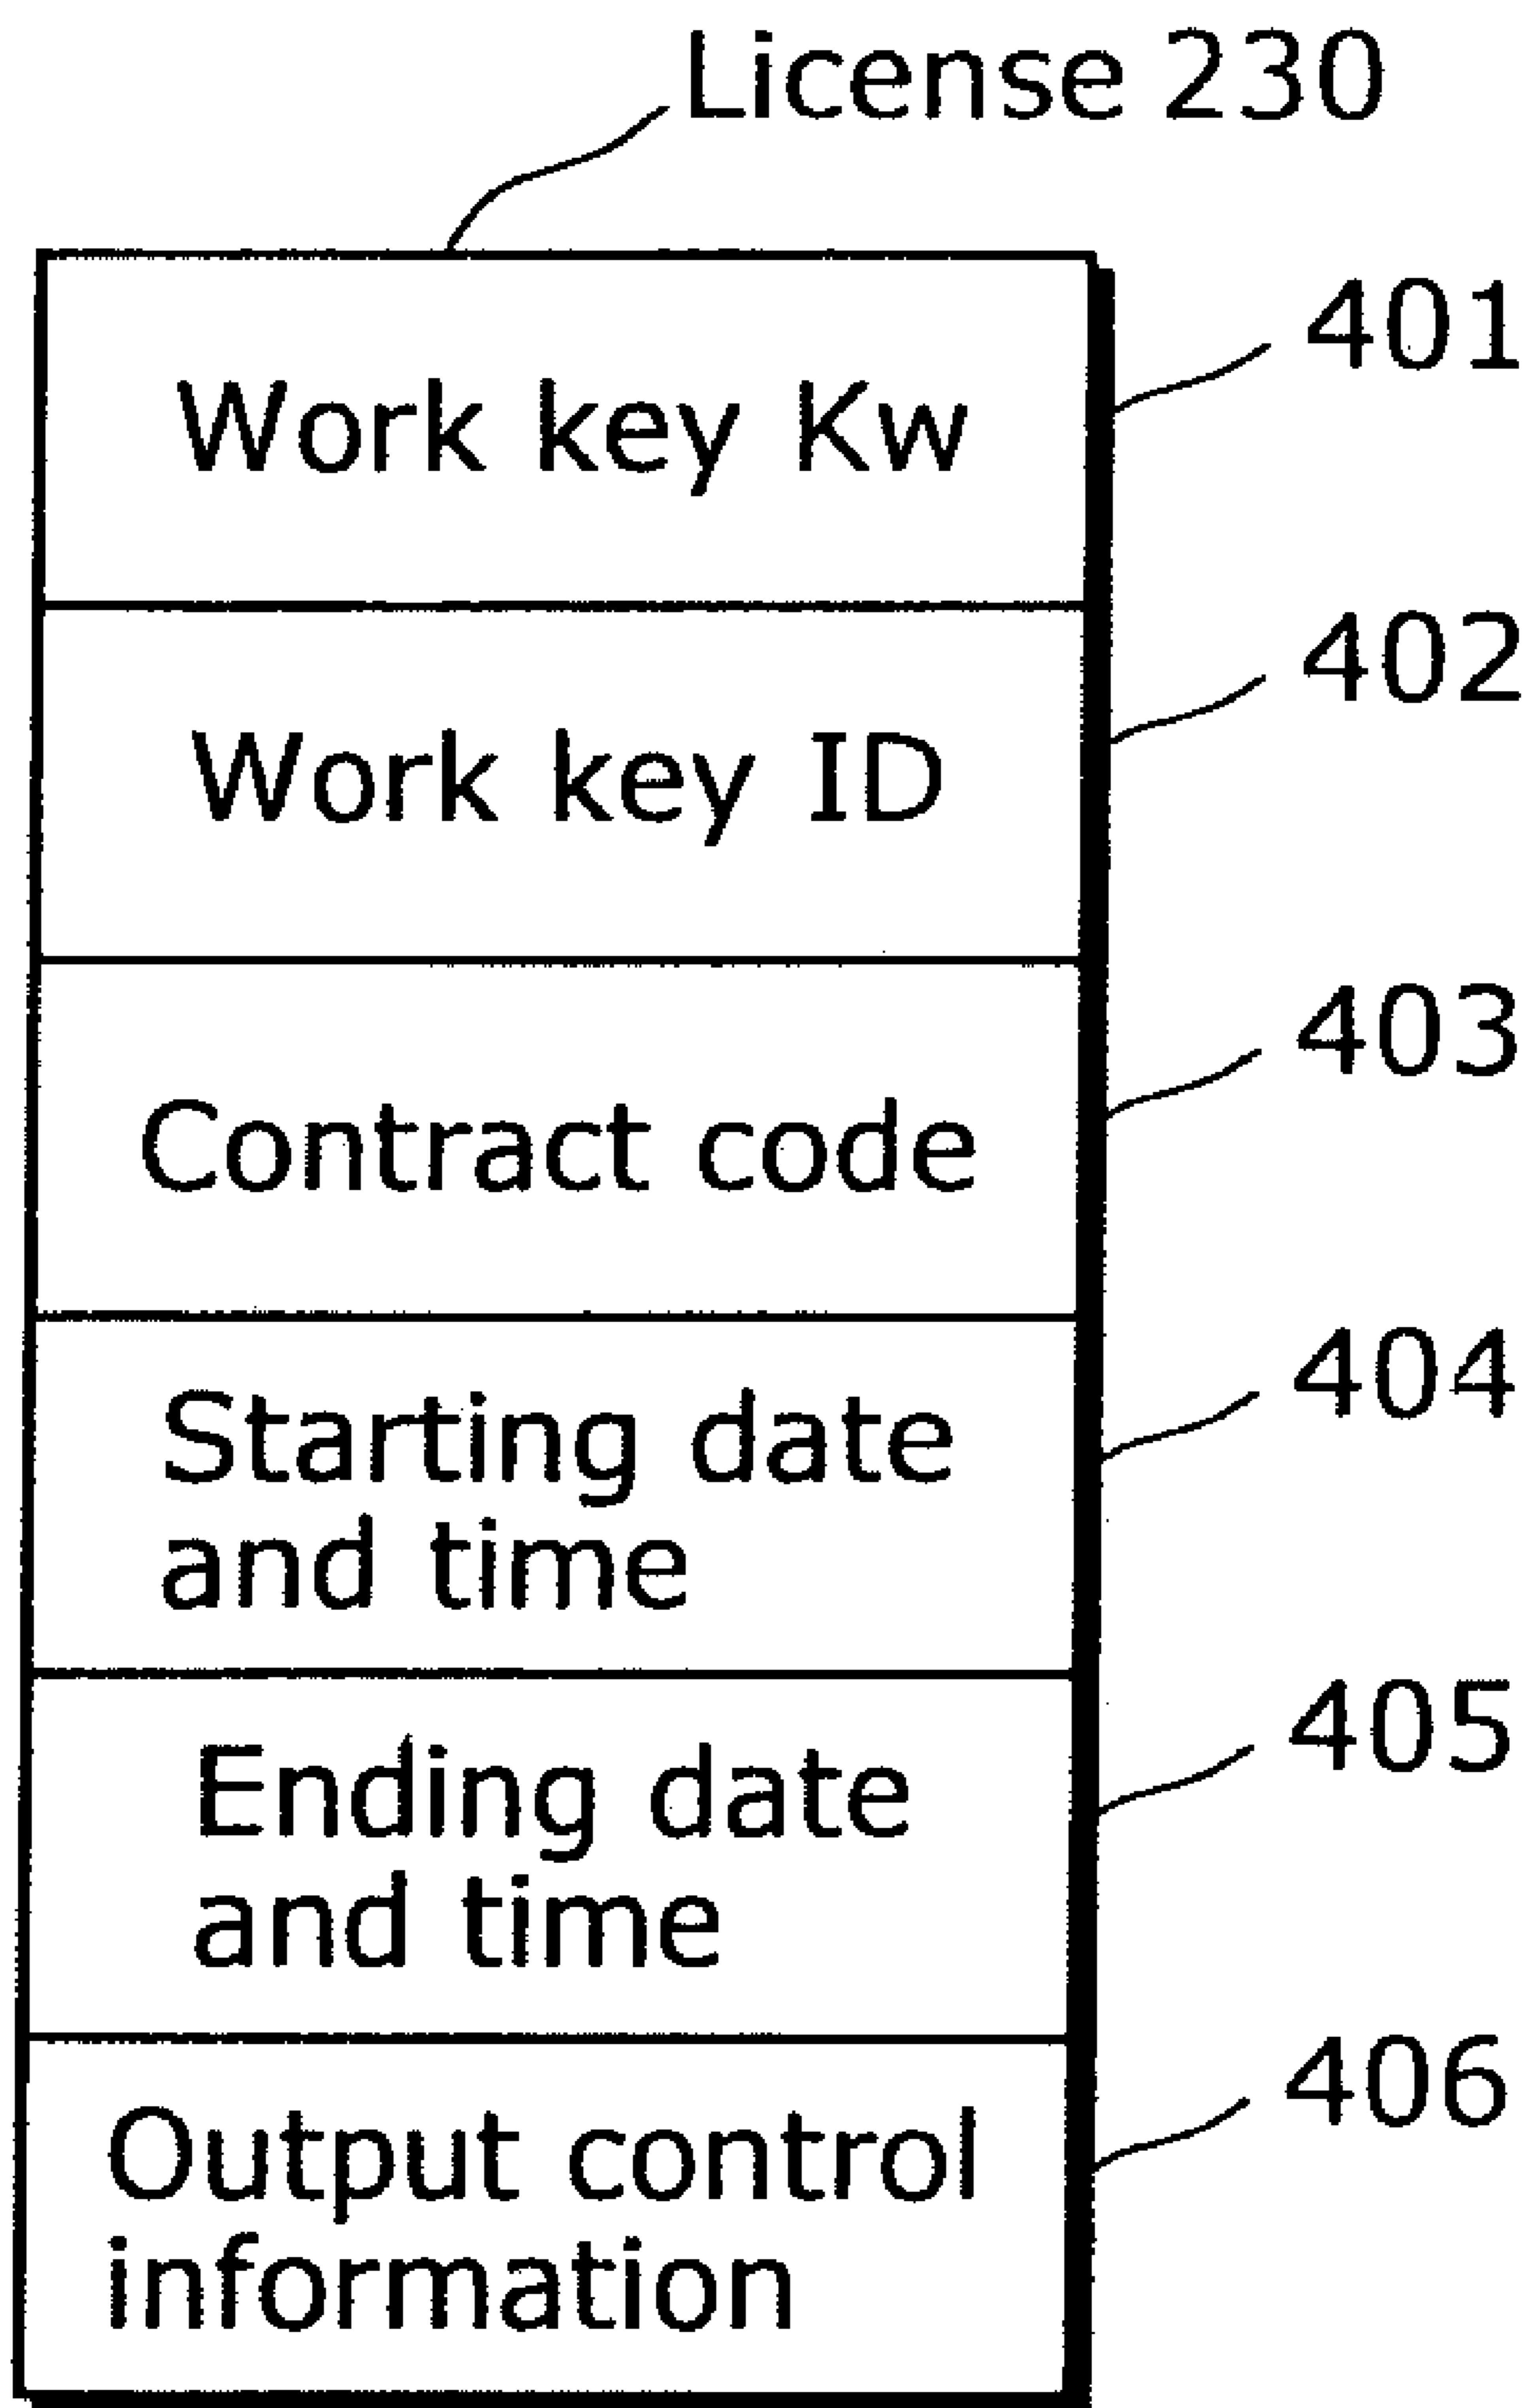 License 230
Work key Kw
401
Work key ID
402
Contract code
403
Starting date
and time
404
Ending date
and time
405
Output control
information
406